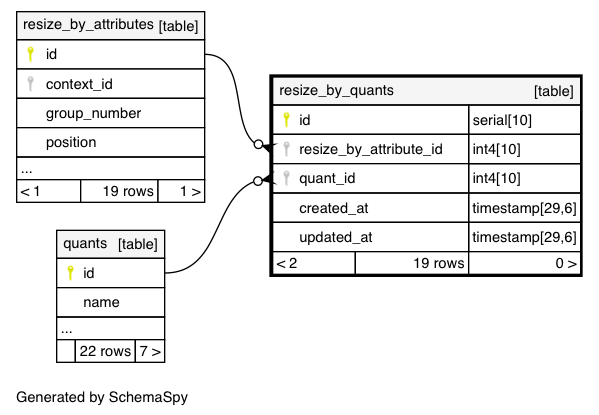 resize_by_attributes [table]
id
context_id
group_number
position
...
< 1 19 rows 1 >
resize_by_quants [table]
id serial[10]
resize_by_attribute_id int4[10]
quant_id int4[10]
created_at timestamp[29,6]
updated_at timestamp[29,6]
< 2 19 rows 0 >
quants [table]
id
name
...
22 rows 7 >
Generated by SchemaSpy